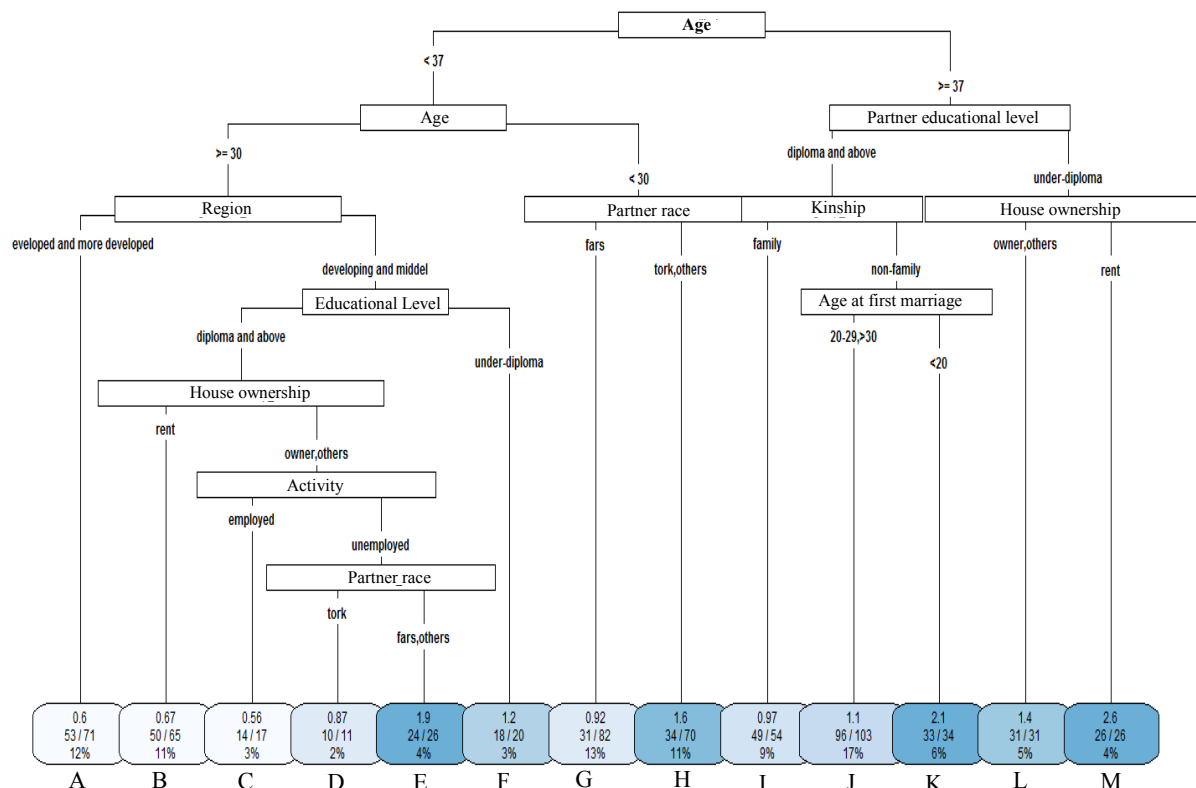 Age
< 37
>= 37
Age
Partner educational level
>= 30
< 30
diploma and above
under-diploma
Region
Partner race
Kinship
House ownership
eveloped and more developed
developing and middel
fars
tork,others
family
non-family
owner,others
rent
Educational Level
Age at first marriage
diploma and above
under-diploma
20-29,>30
<20
House ownership
rent
owner,others
Activity
employed
unemployed
Partner_race
tork
fars,others
0.6
53 / 71
12%
0.67
50 / 65
11%
0.56
14 / 17
3%
0.87
10 / 11
2%
1.9
24 / 26
4%
1.2
18 / 20
3%
0.92
31 / 82
13%
1.6
34 / 70
11%
0.97
49 / 54
9%
1.1
96 / 103
17%
2.1
33 / 34
6%
1.4
31 / 31
5%
2.6
26 / 26
4%
A B C D E F G H I J K L M